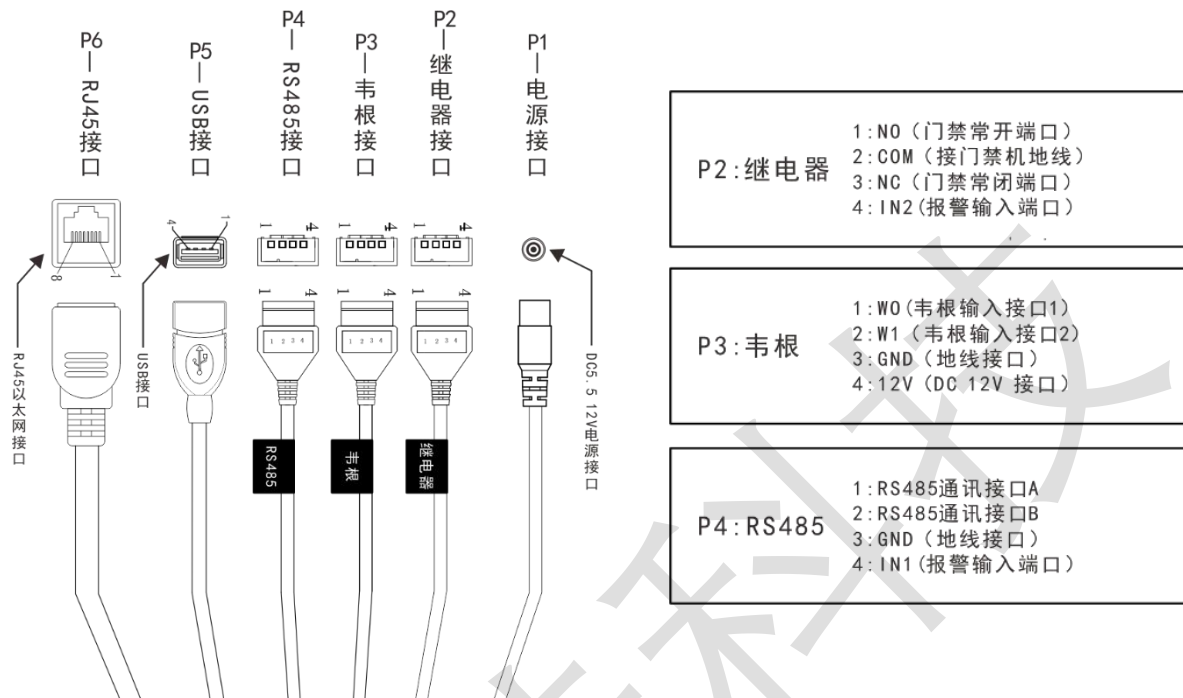 P6—RJ45接口
P5—USB接口
P4—RS485接口
P3—韦根接口
P2—继电器接口
P1—电源接口
8 1
4 1
1 4
1 4
1 4
1 4
1 4
1 4
1 2 3 4
1 2 3 4
1 2 3 4
RJ45以太网接口
USB接口
RS485
韦根
继电器
DC5.5 12V电源接口
P2:继电器
1:NO（门禁常开端口）
2:COM（接门禁机地线）
3:NC（门禁常闭端口）
4:IN2(报警输入端口）
P3:韦根
1:W0(韦根输入接口1)
2:W1（韦根输入接口2)
3:GND（地线接口）
4:12V（DC 12V 接口）
P4:RS485
1:RS485通讯接口A
2:RS485通讯接口B
3:GND（地线接口）
4:IN1(报警输入端口）
科技